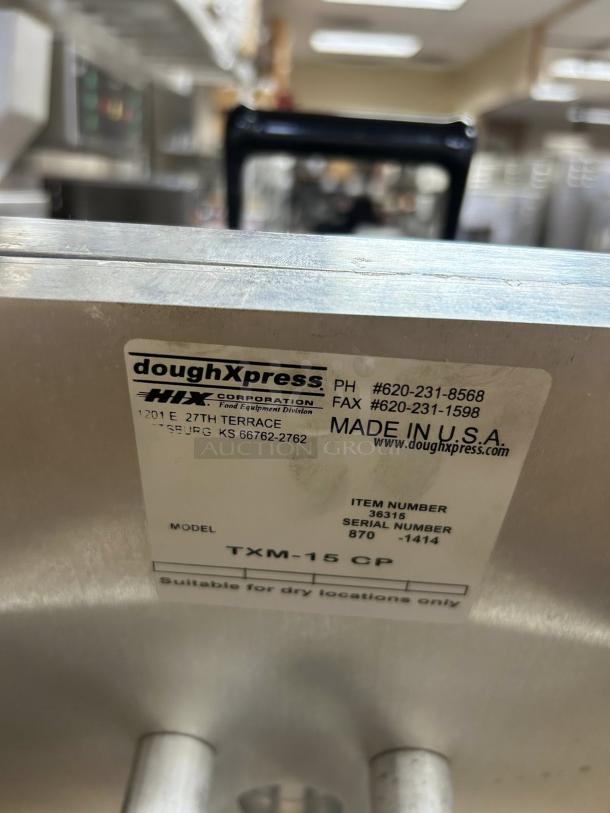 doughXpress
HIX CORPORATION
Food Equipment Division
1201 E. 27TH TERRACE
KS 66762-2762
PH #620-231-8568
FAX #620-231-1598
MADE IN U.S.A.
www.doughxpress.com
AUCTION GROUP
ITEM NUMBER
36315
SERIAL NUMBER
870 -1414
MODEL
TXM-15 CP
Suitable for dry locations only